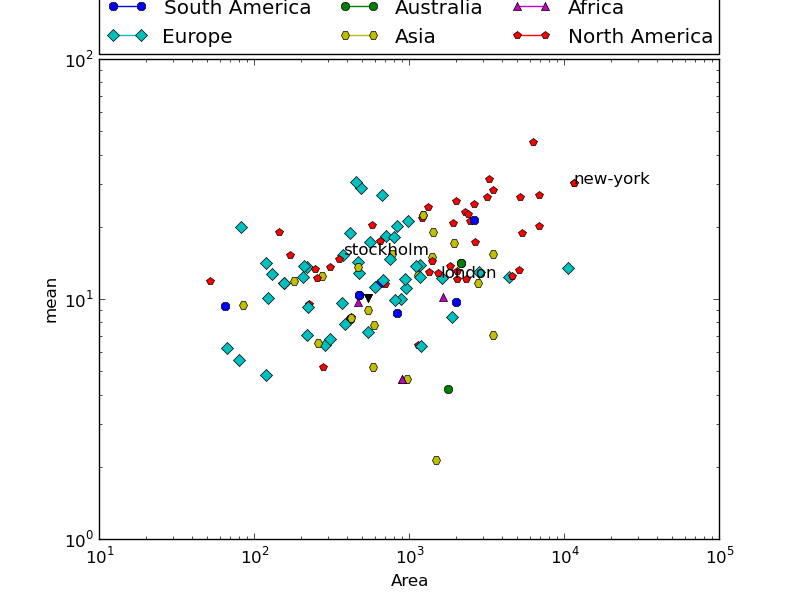 South America Australia Africa
Europe Asia North America
10²
new-york
stockholm
london
10¹
mean
10⁰
10¹ 10² 10³ 10⁴ 10⁵
Area